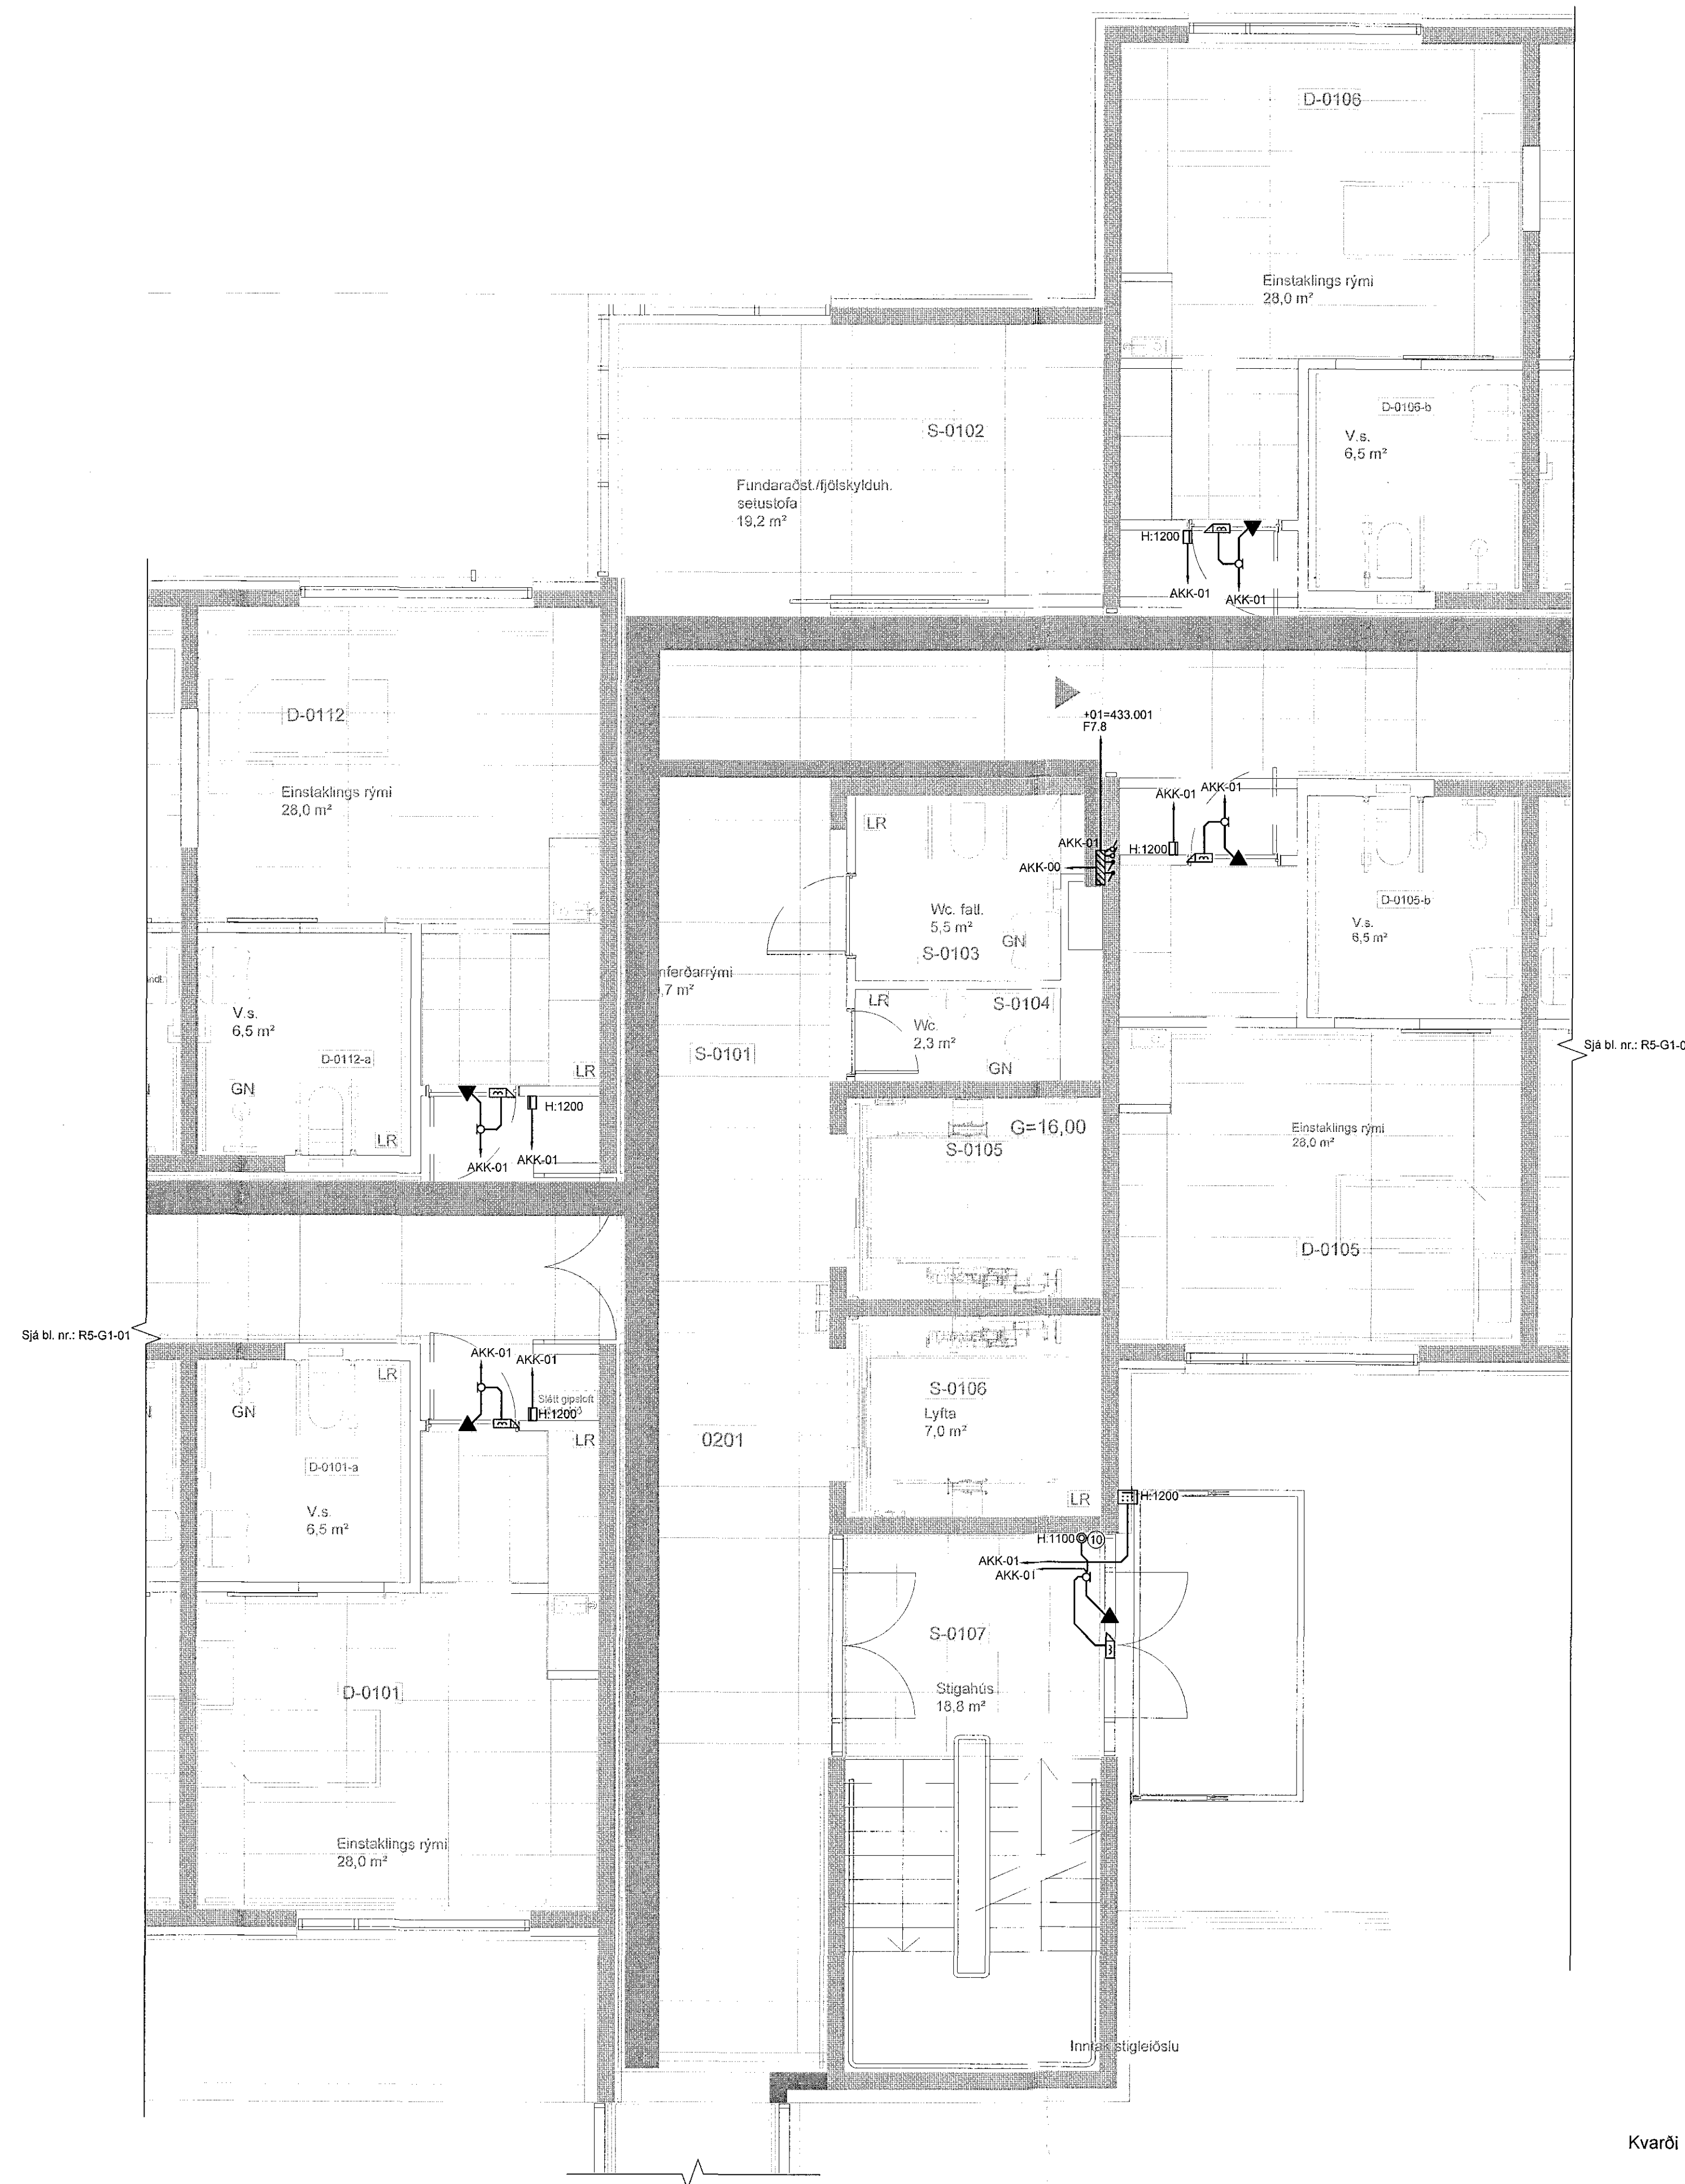 D-0106
Einstaklings rými
28,0 m²
D-0106-b
V.s.
6,5 m²
S-0102
Fundaraðst./fjölskylduh.
setustofa
19,2 m²
H:1200
AKK-01
AKK-01
D-0112
Einstaklings rými
28,0 m²
+01=433.001
F7.8
AKK-01
AKK-01
LR
AKK-01
H:1200
AKK-00
Wc. fatl.
5,5 m²
GN
S-0103
D-0105-b
V.s.
6,5 m²
nferðarrými
,7 m²
LR
S-0104
Wc.
2,3 m²
GN
S-0101
V.s.
6,5 m²
D-0112-a
GN
LR
LR
H:1200
AKK-01
AKK-01
Sjá bl. nr.: R5-G1-0
G=16,00
S-0105
Einstaklings rými
28,0 m²
D-0105
Sjá bl. nr.: R5-G1-01
AKK-01
AKK-01
LR
GN
Slétt gipsloft
H:1200
LR
S-0106
Lyfta
7,0 m²
0201
D-0101-a
V.s.
6,5 m²
LR
H:1200
H:1100
10
AKK-01
AKK-01
S-0107
Stigahús
18,8 m²
D-0101
Einstaklings rými
28,0 m²
Inntak stigleiðslu
Kvarði